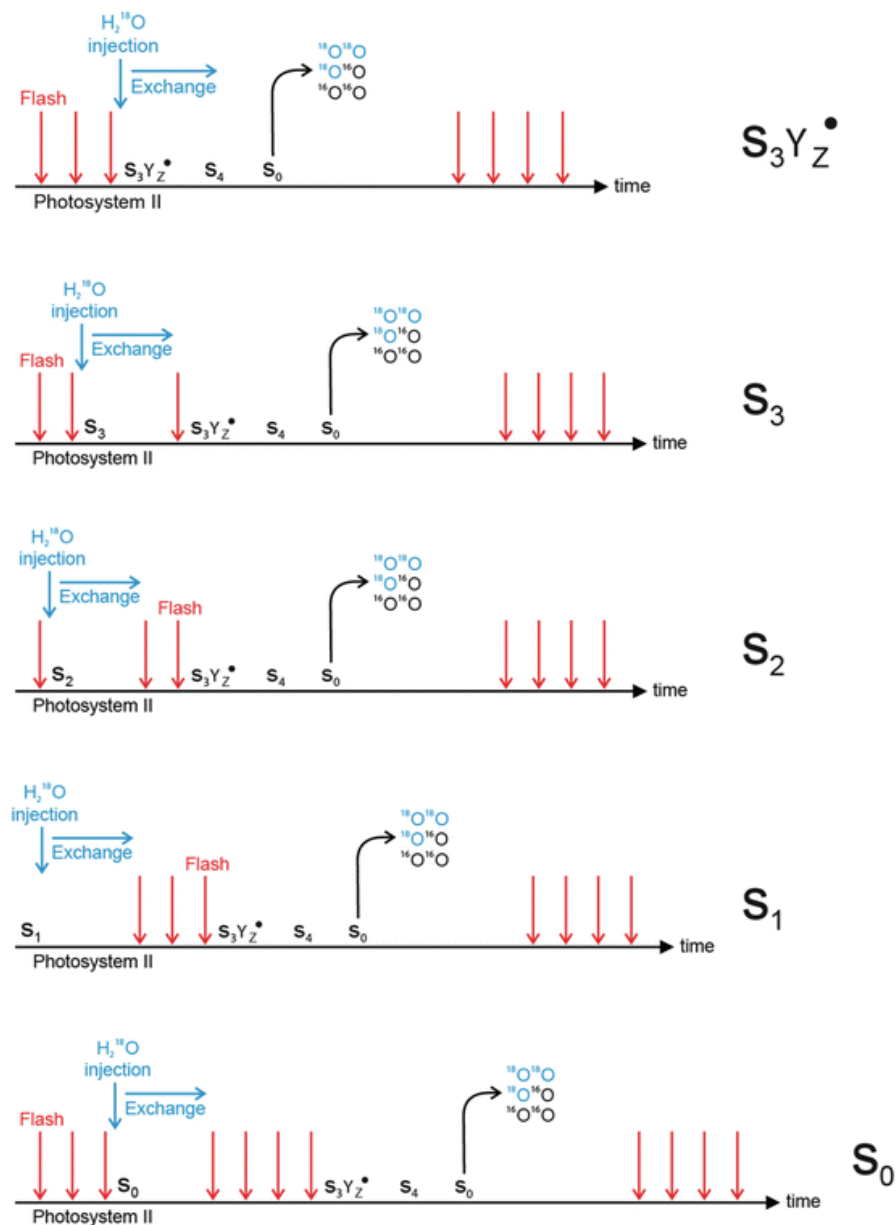 H₂¹⁸O
injection
¹⁸O¹⁸O
¹⁸O¹⁶O
¹⁶O¹⁶O
Exchange
Flash
S₃Y_Z•
S₃Y_Z• S₄ S₀
time
Photosystem II
H₂¹⁸O
injection
¹⁸O¹⁸O
¹⁸O¹⁶O
¹⁶O¹⁶O
Exchange
Flash
S₃
S₃ S₃Y_Z• S₄ S₀
time
Photosystem II
H₂¹⁸O
injection
¹⁸O¹⁸O
¹⁸O¹⁶O
¹⁶O¹⁶O
Exchange
Flash
S₂
S₂ S₃Y_Z• S₄ S₀
time
Photosystem II
H₂¹⁸O
injection
¹⁸O¹⁸O
¹⁸O¹⁶O
¹⁶O¹⁶O
Exchange
Flash
S₁
S₁ S₃Y_Z• S₄ S₀
time
Photosystem II
H₂¹⁸O
injection
¹⁸O¹⁸O
¹⁸O¹⁶O
¹⁶O¹⁶O
Exchange
Flash
S₀
S₀ S₃Y_Z• S₄ S₀
time
Photosystem II